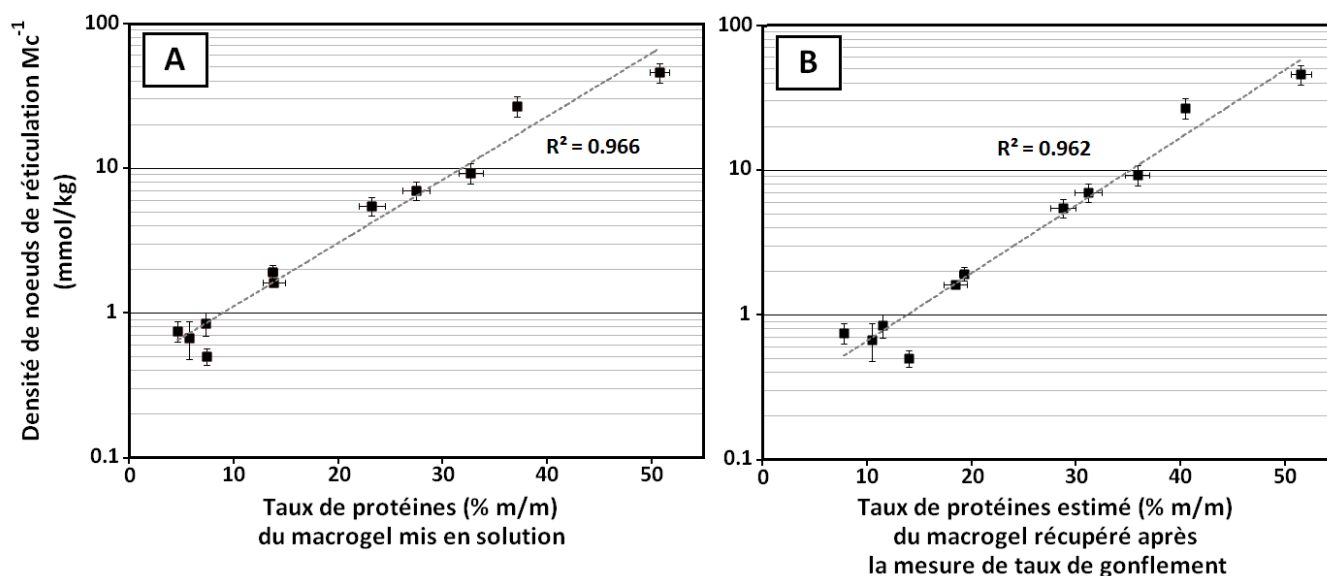 Densité de noeuds de réticulation Mc⁻¹
(mmol/kg)
A
100
10
1
0.1
R² = 0.966
0 10 20 30 40 50
Taux de protéines (% m/m)
du macrogel mis en solution
B
100
10
1
0.1
R² = 0.962
0 10 20 30 40 50
Taux de protéines estimé (% m/m)
du macrogel récupéré après
la mesure de taux de gonflement